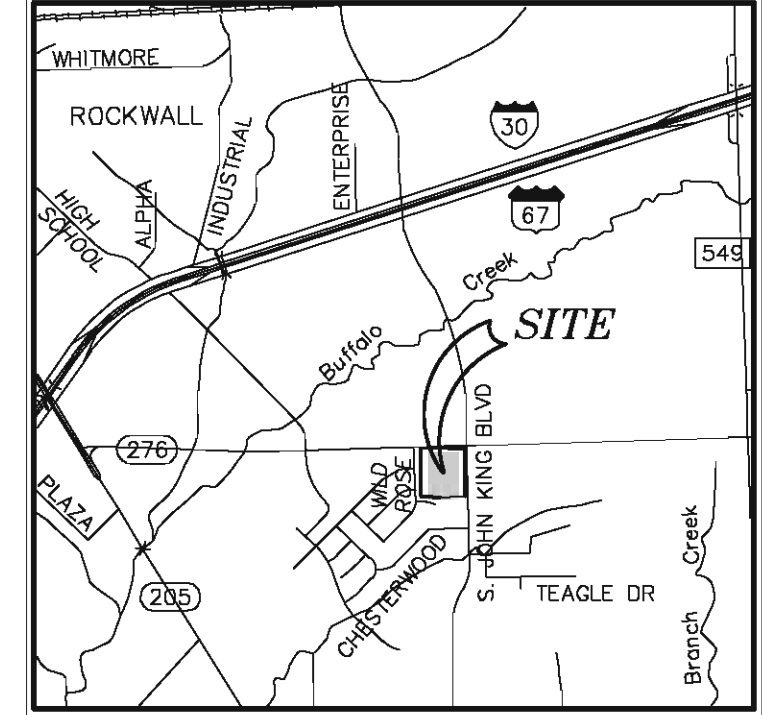 WHITMORE
ROCKWALL
INDUSTRIAL
ENTERPRISE
30
67
HIGH
SCHOOL
ALPHA
549
Creek
Buffalo
SITE
276
PLAZA
WILD
ROSE
S. JOHN KING BLVD
205
CHESTERWOOD
TEAGLE DR
Branch Creek